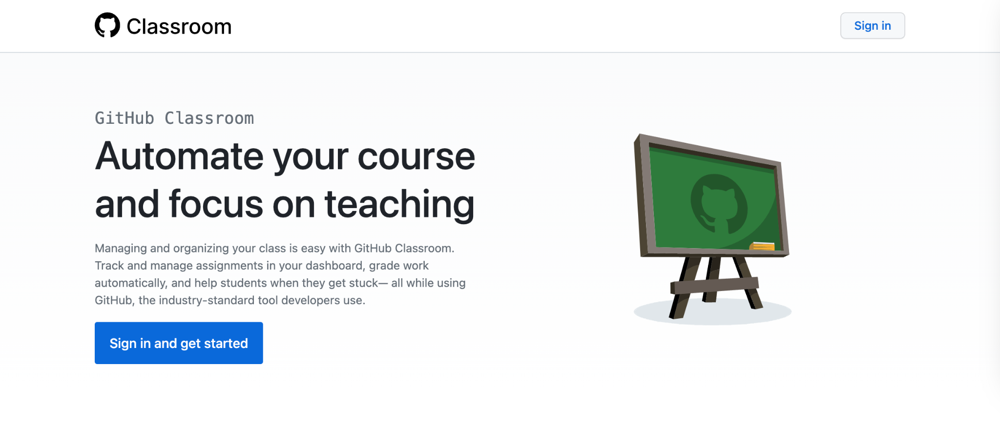 Classroom
Sign in
GitHub Classroom
Automate your course
and focus on teaching
Managing and organizing your class is easy with GitHub Classroom.
Track and manage assignments in your dashboard, grade work
automatically, and help students when they get stuck— all while using
GitHub, the industry-standard tool developers use.
Sign in and get started